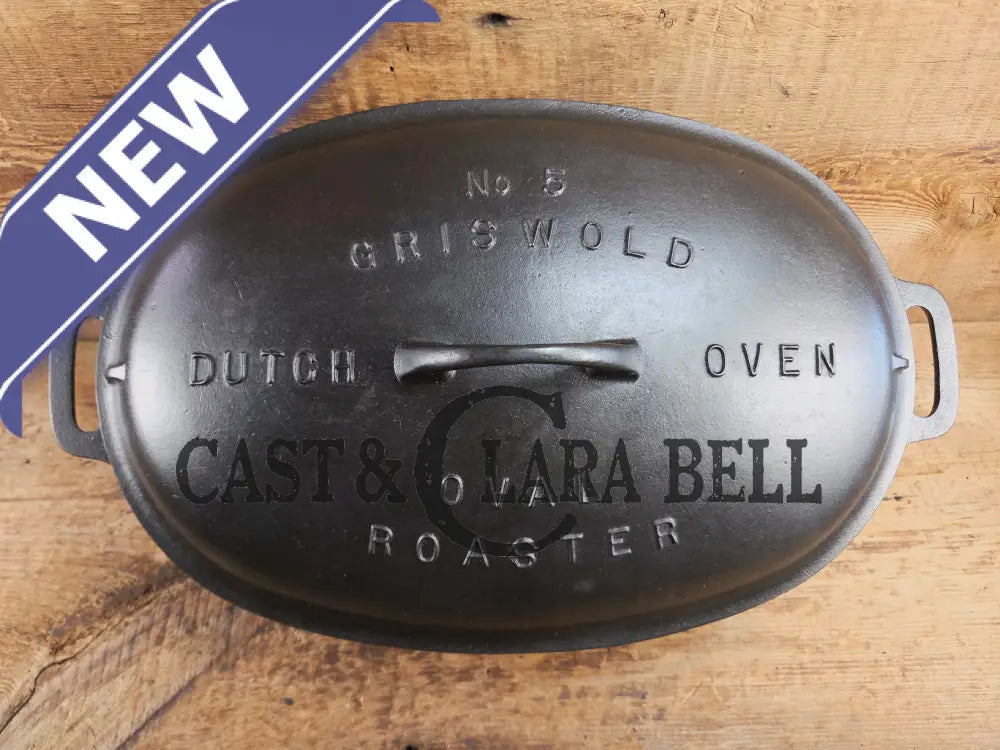 NEW
No 5
GRISWOLD
DUTCH OVEN
CAST & CLARA BELL
OVAL
ROASTER